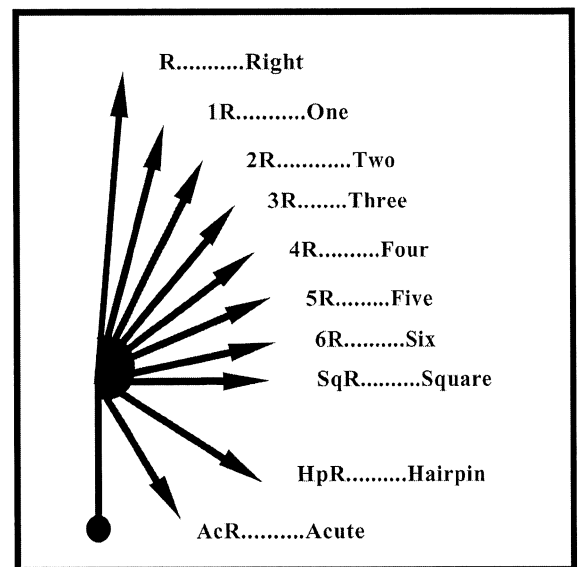 R...........Right
1R...........One
2R............Two
3R........Three
4R..........Four
5R.........Five
6R..........Six
SqR..........Square
HpR..........Hairpin
AcR..........Acute